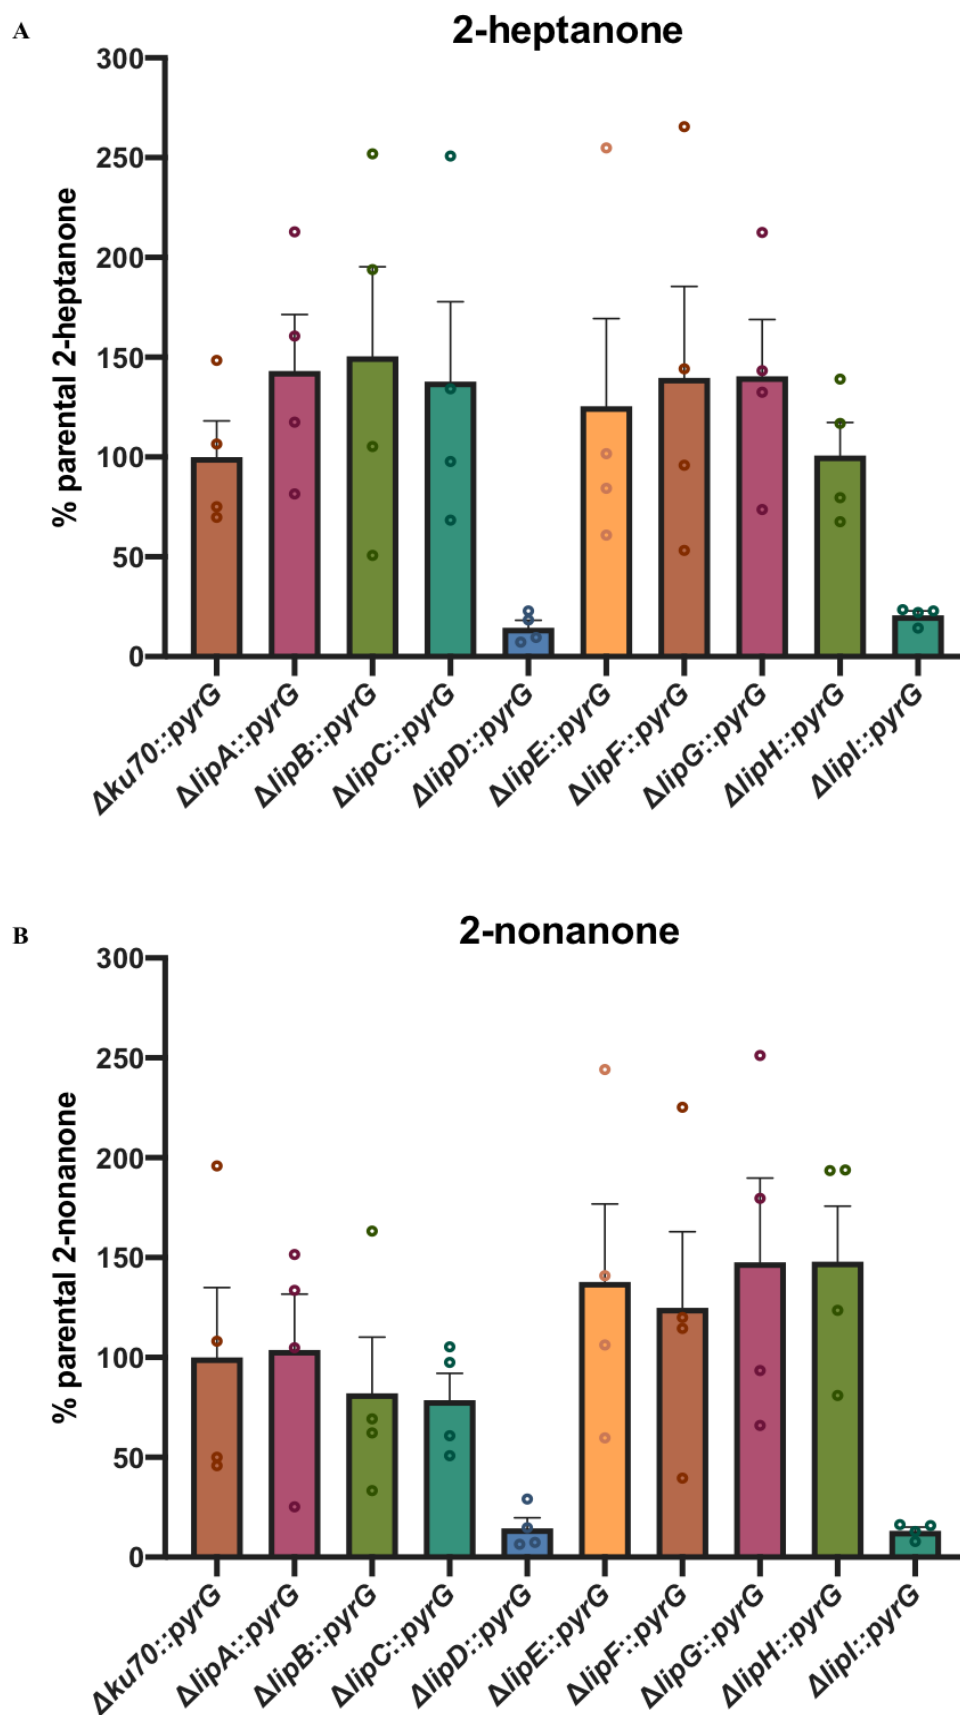 A
2-heptanone
% parental 2-heptanone
300
250
200
150
100
50
0
Δku70::pyrG
ΔlipA::pyrG
ΔlipB::pyrG
ΔlipC::pyrG
ΔlipD::pyrG
ΔlipE::pyrG
ΔlipF::pyrG
ΔlipG::pyrG
ΔlipH::pyrG
ΔlipI::pyrG
B
2-nonanone
% parental 2-nonanone
300
250
200
150
100
50
0
Δku70::pyrG
ΔlipA::pyrG
ΔlipB::pyrG
ΔlipC::pyrG
ΔlipD::pyrG
ΔlipE::pyrG
ΔlipF::pyrG
ΔlipG::pyrG
ΔlipH::pyrG
ΔlipI::pyrG